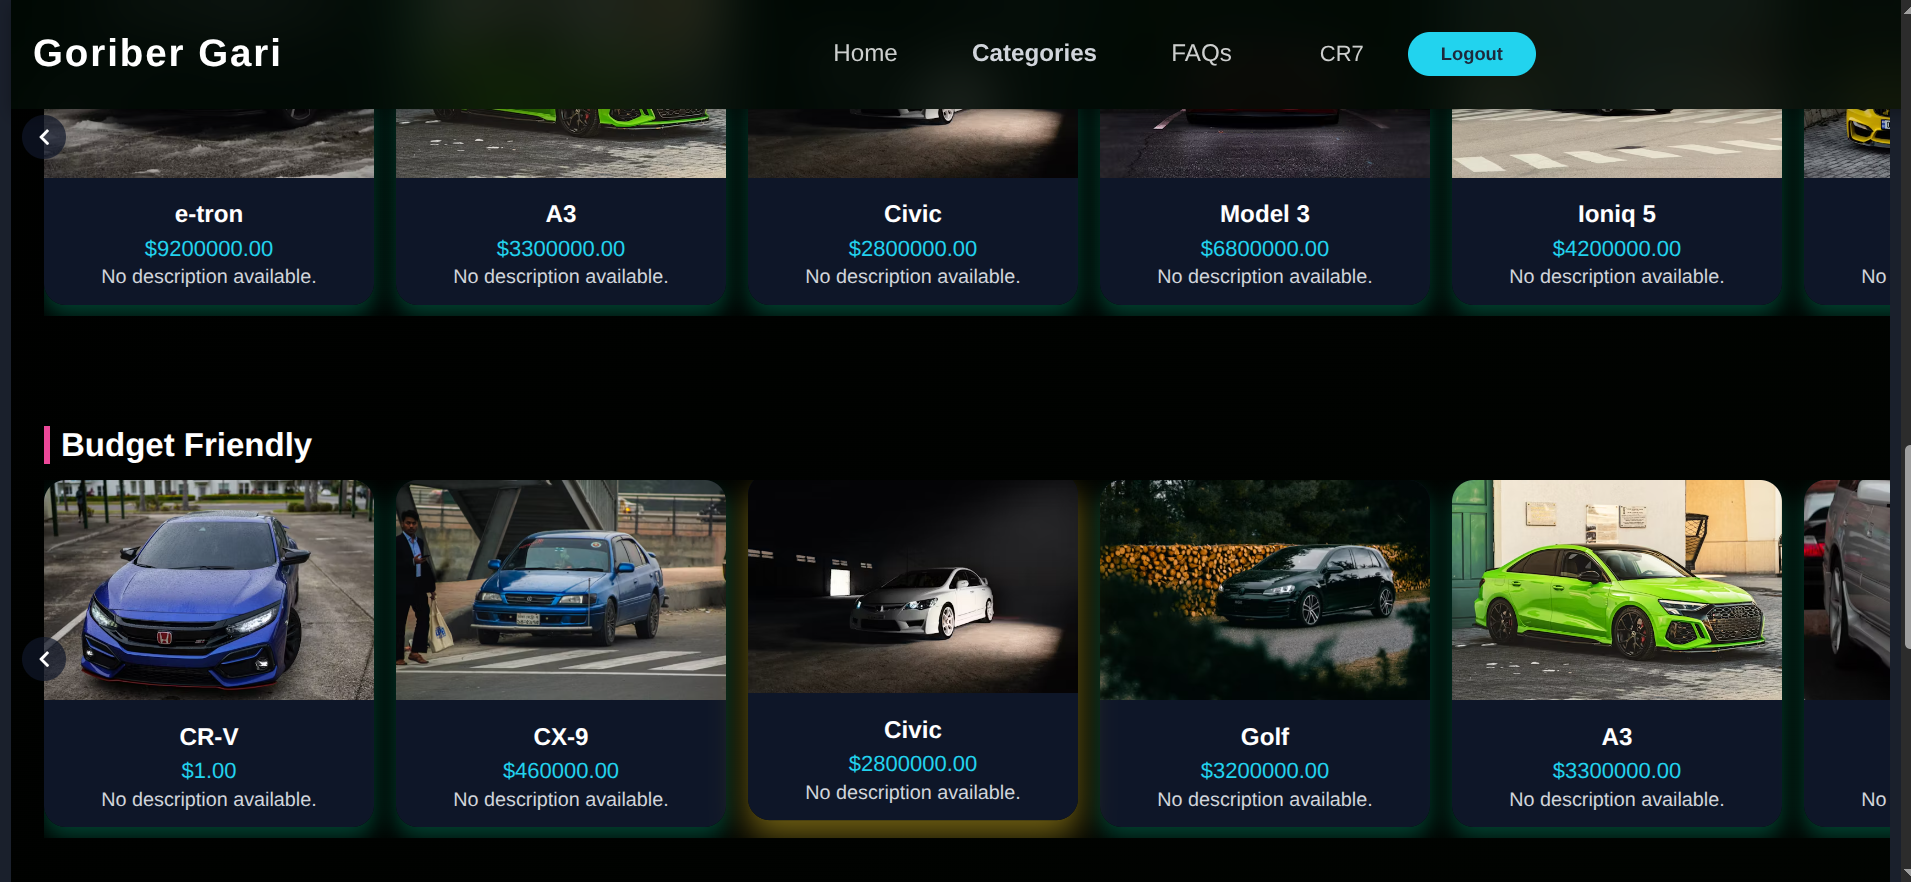 Goriber Gari
Home
Categories
FAQs
CR7
Logout
e-tron
$9200000.00
No description available.
A3
$3300000.00
No description available.
Civic
$2800000.00
No description available.
Model 3
$6800000.00
No description available.
Ioniq 5
$4200000.00
No description available.
No
Budget Friendly
CR-V
$1.00
No description available.
CX-9
$460000.00
No description available.
Civic
$2800000.00
No description available.
Golf
$3200000.00
No description available.
A3
$3300000.00
No description available.
No